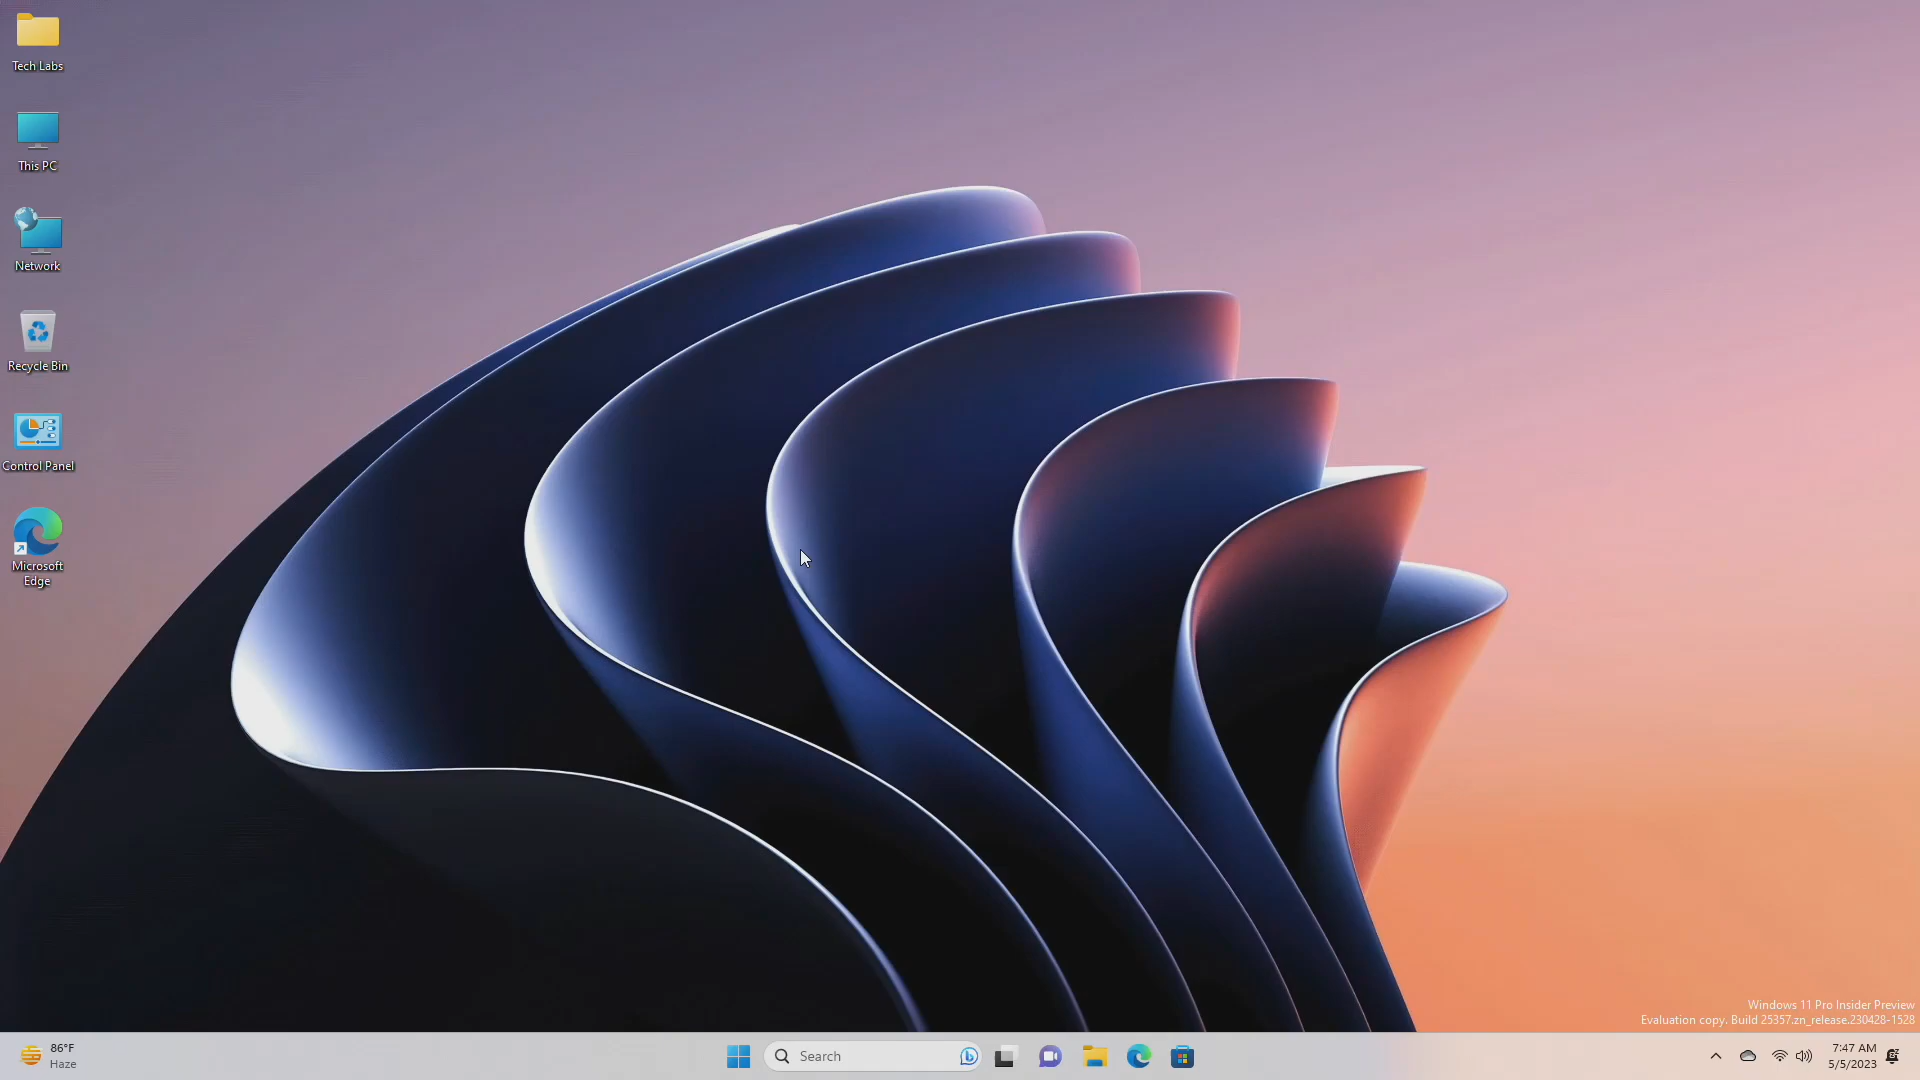 Tech Labs
This PC
Network
Recycle Bin
Control Panel
Microsoft
Edge
Windows 11 Pro Insider Preview
Evaluation copy. Build 25357.zn_release.230428-1528
86°F
Haze
Search
7:47 AM
5/5/2023